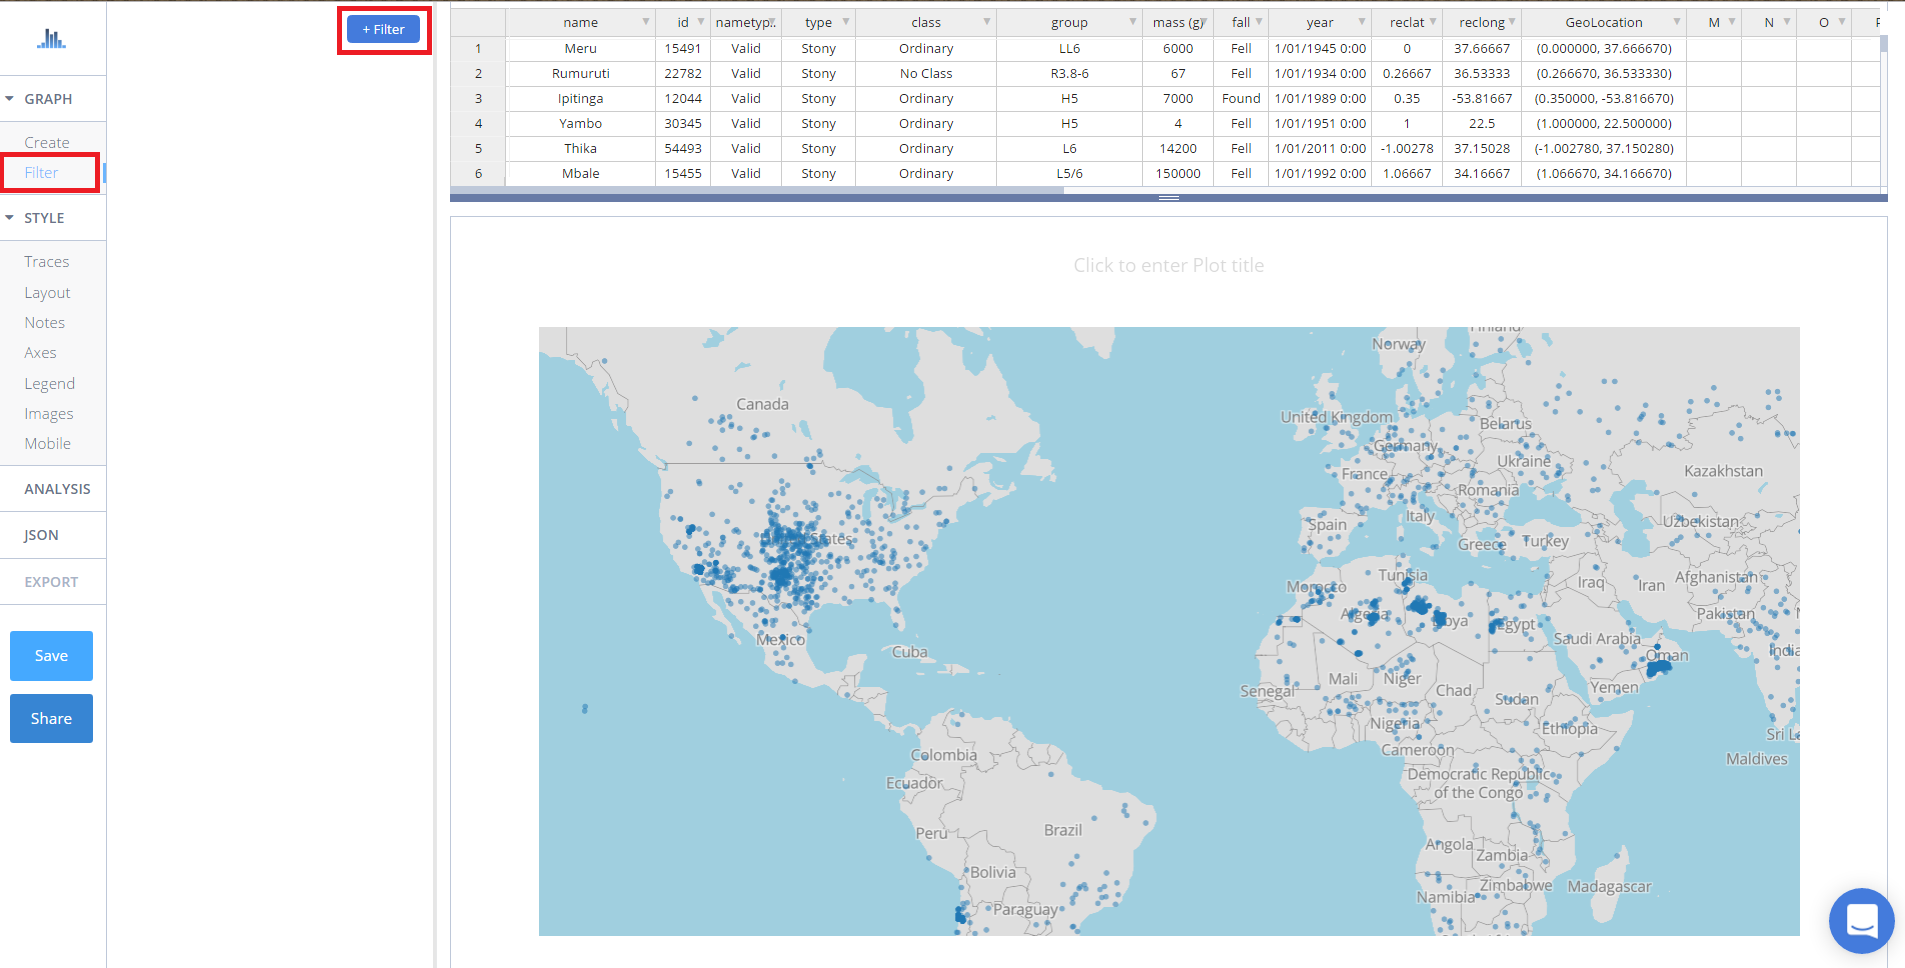 + Filter
name id nametyp. type class group mass (g) fall year reclat reclong GeoLocation M N O
1 Meru 15491 Valid Stony Ordinary LL6 6000 Fell 1/01/1945 0:00 0 37.66667 (0.000000, 37.666670)
2 Rumuruti 22782 Valid Stony No Class R3.8-6 67 Fell 1/01/1934 0:00 0.26667 36.53333 (0.266670, 36.533330)
3 Ipitinga 12044 Valid Stony Ordinary H5 7000 Found 1/01/1989 0:00 0.35 -53.81667 (0.350000, -53.816670)
4 Yambo 30345 Valid Stony Ordinary H5 4 Fell 1/01/1951 0:00 1 22.5 (1.000000, 22.500000)
5 Thika 54493 Valid Stony Ordinary L6 14200 Fell 1/01/2011 0:00 -1.00278 37.15028 (-1.002780, 37.150280)
6 Mbale 15455 Valid Stony Ordinary L5/6 150000 Fell 1/01/1992 0:00 1.06667 34.16667 (1.066670, 34.166670)
GRAPH
Create
Filter
STYLE
Traces
Layout
Notes
Axes
Legend
Images
Mobile
ANALYSIS
JSON
EXPORT
Save
Share
Click to enter Plot title
Finland
Norway
Canada
United Kingdom
Belarus
Germany
Ukraine
France
Kazakhstan
Romania
Italy
Spain
Uzbekistan
United States
Greece
Turkey
Tunisia
Morocco
Iraq
Iran
Afghanistan
Algeria
Libya
Egypt
Pakistan
Mexico
Saudi Arabia
Cuba
India
Oman
Mali
Niger
Senegal
Chad
Sudan
Yemen
Nigeria
Ethiopia
Sri Le
Cameroon
Colombia
Maldives
Ecuador
Democratic Republic
of the Congo
Peru
Brazil
Angola
Zambia
Bolivia
Zimbabwe
Madagascar
Namibia
Paraguay